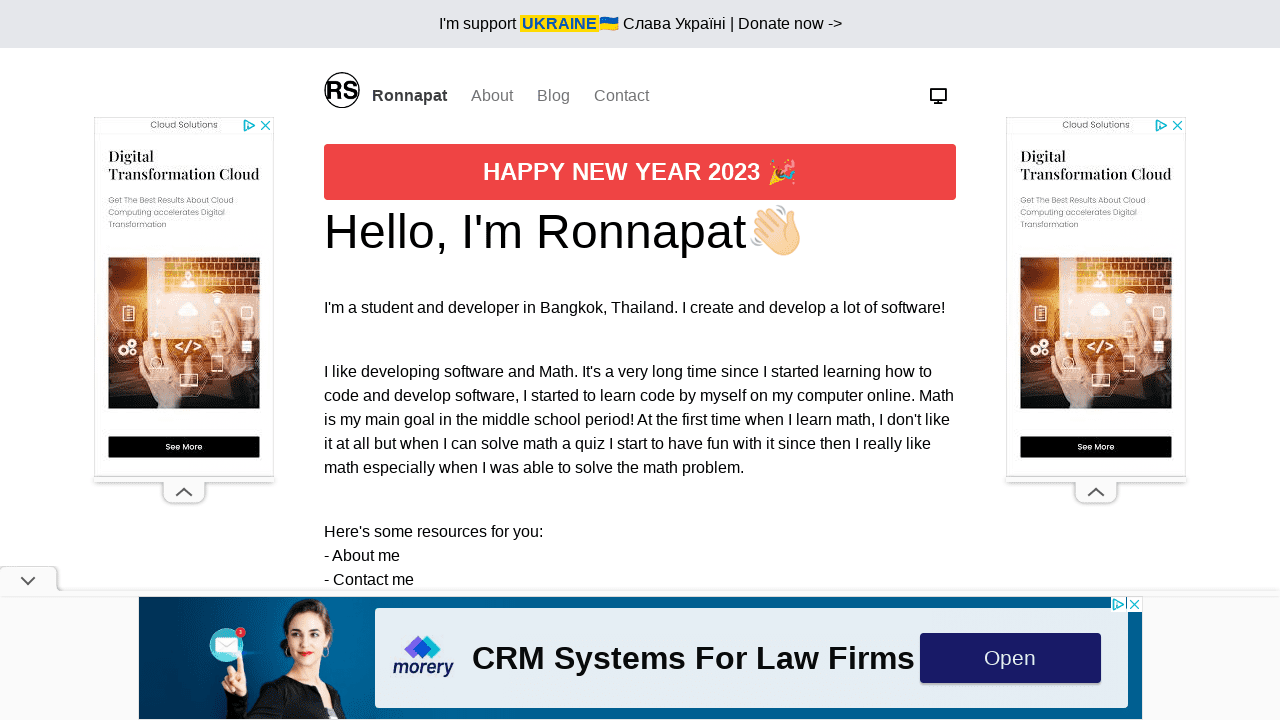 I'm support UKRAINE🇺🇦 Слава Україні | Donate now ->
RS Ronnapat About Blog Contact
HAPPY NEW YEAR 2023 🎉
Hello, I'm Ronnapat👋🏻
I'm a student and developer in Bangkok, Thailand. I create and develop a lot of software!
I like developing software and Math. It's a very long time since I started learning how to
code and develop software, I started to learn code by myself on my computer online. Math
is my main goal in the middle school period! At the first time when I learn math, I don't like
it at all but when I can solve math a quiz I start to have fun with it since then I really like
math especially when I was able to solve the math problem.
Here's some resources for you:
- About me
- Contact me
Cloud Solutions
Digital
Transformation Cloud
Get The Best Results About Cloud
Computing accelerates Digital
Transformation
</>
See More
Cloud Solutions
Digital
Transformation Cloud
Get The Best Results About Cloud
Computing accelerates Digital
Transformation
</>
See More
morery
CRM Systems For Law Firms
Open